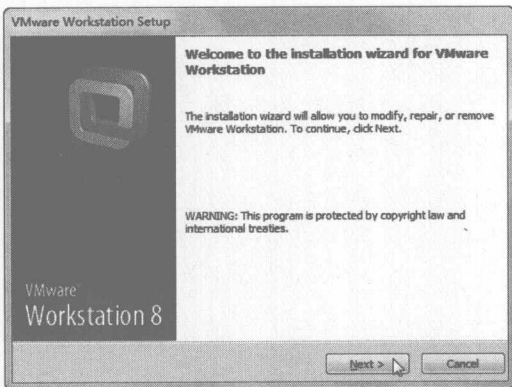 VMware Workstation Setup
Welcome to the installation wizard for VMware
Workstation
The installation wizard will allow you to modify, repair, or remove
VMware Workstation. To continue, click Next.
WARNING: This program is protected by copyright law and
international treaties.
VMware
Workstation 8
Next >
Cancel